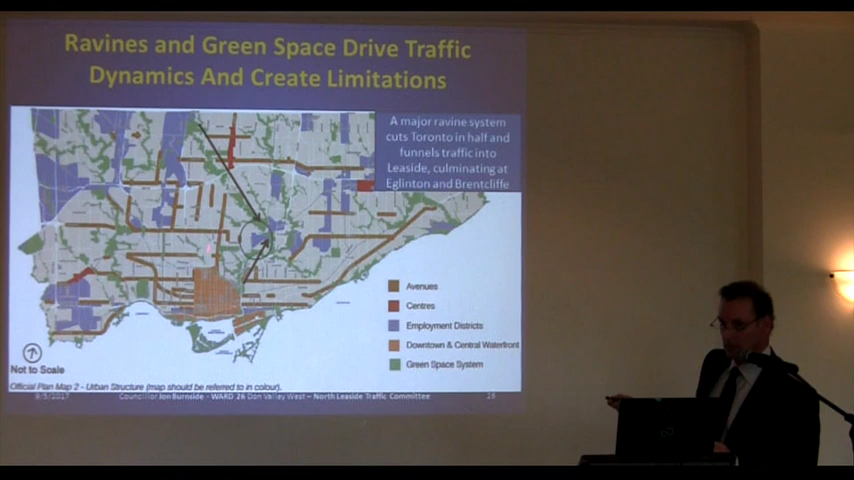 Ravines and Green Space Drive Traffic
Dynamics And Create Limitations
A major ravine system
cuts Toronto in half and
funnels traffic into
Leaside, culminating at
Eglinton and Brentcliffe
Avenues
Centres
Employment Districts
Downtown & Central Waterfront
Green Space System
Not to Scale
Official Plan Map 2 - Urban Structure (map should be referred to in colour).
Councillor Jon Burnside - WARD 26 Don Valley West – North Leaside Traffic Committee